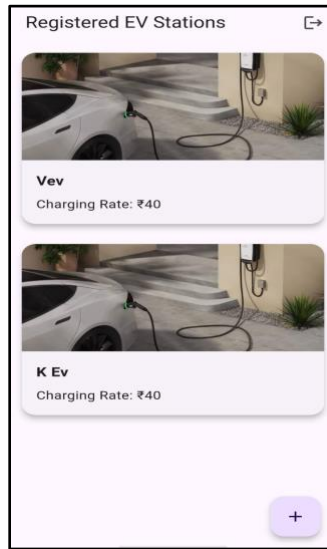 Registered EV Stations
Vev
Charging Rate: ₹40
K Ev
Charging Rate: ₹40
+